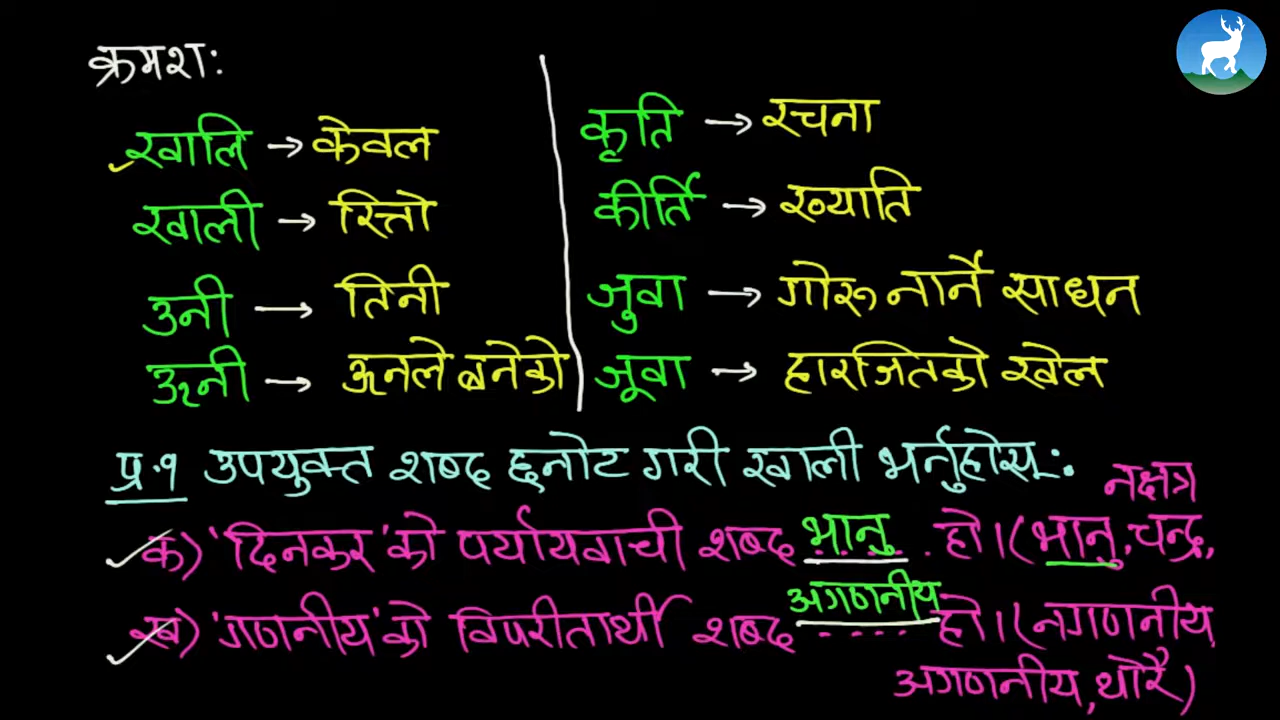 क्रमश:
खालि → केवल
खाली → रित्तो
उनी → तिनी
ऊनी → ऊनले बनेको
कृति → रचना
कीर्ति → ख्याति
जुवा → गोरु नार्ने साधन
जूवा → हारजितको खेल
प्र.१ उपयुक्त शब्द छनोट गरी खाली भर्नुहोस्:
नक्षत्र
क) 'दिनकर'को पर्यायवाची शब्द भानु हो। (भानु, चन्द्र,
ख) 'गणनीय'को विपरीतार्थी शब्द अगणनीय हो। (नगणनीय,
अगणनीय, थोरै)